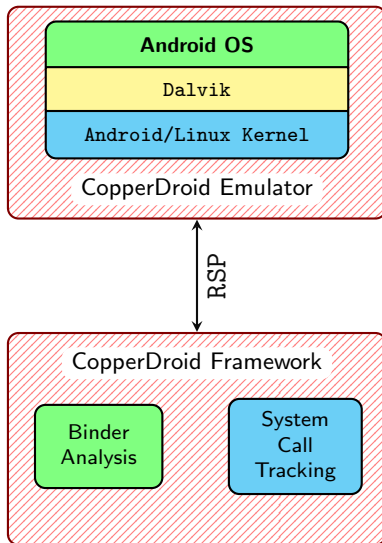 Android OS
Dalvik
Android/Linux Kernel
CopperDroid Emulator
RSP
CopperDroid Framework
Binder
Analysis
System
Call
Tracking